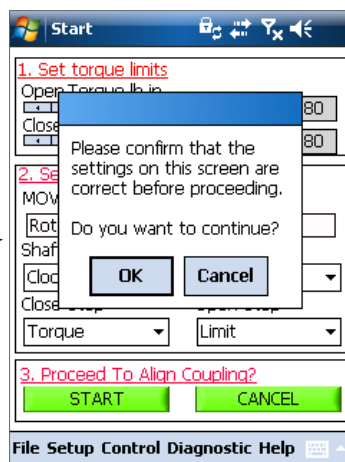 Start
1. Set torque limits
Open Torque lb in
80
Close
80
Please confirm that the
settings on this screen are
correct before proceeding.
Do you want to continue?
OK Cancel
2. Se
MOV
Rot
Shaf
Cloc
Torque Limit
3. Proceed To Align Coupling?
START CANCEL
File Setup Control Diagnostic Help